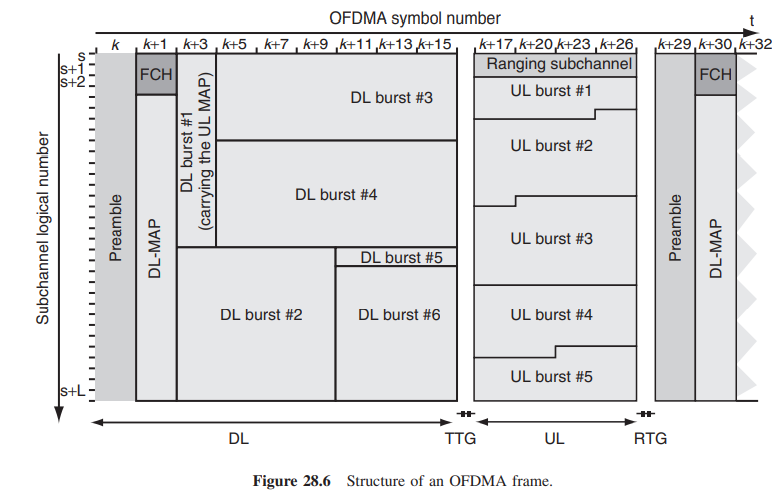 OFDMA symbol number
t
k k+1 k+3 k+5 k+7 k+9 k+11 k+13 k+15 k+17 k+20 k+23 k+26 k+29 k+30 k+32
s
s+1
s+2
s+L
Subchannel logical number
Preamble
FCH
DL-MAP
DL burst #1
(carrying the UL MAP)
DL burst #3
DL burst #4
DL burst #5
DL burst #2
DL burst #6
Ranging subchannel
UL burst #1
UL burst #2
UL burst #3
UL burst #4
UL burst #5
Preamble
FCH
DL-MAP
DL
TTG
UL
RTG
Figure 28.6 Structure of an OFDMA frame.